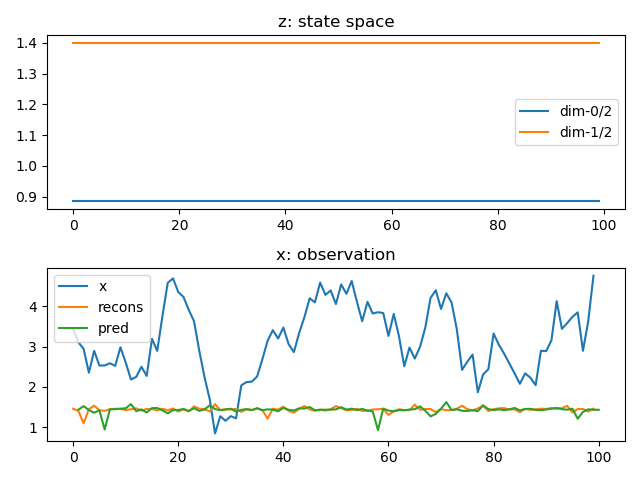 z: state space
1.4
1.3
1.2
1.1
1.0
0.9
dim-0/2
dim-1/2
0 20 40 60 80 100
x: observation
4
3
2
1
x
recons
pred
0 20 40 60 80 100